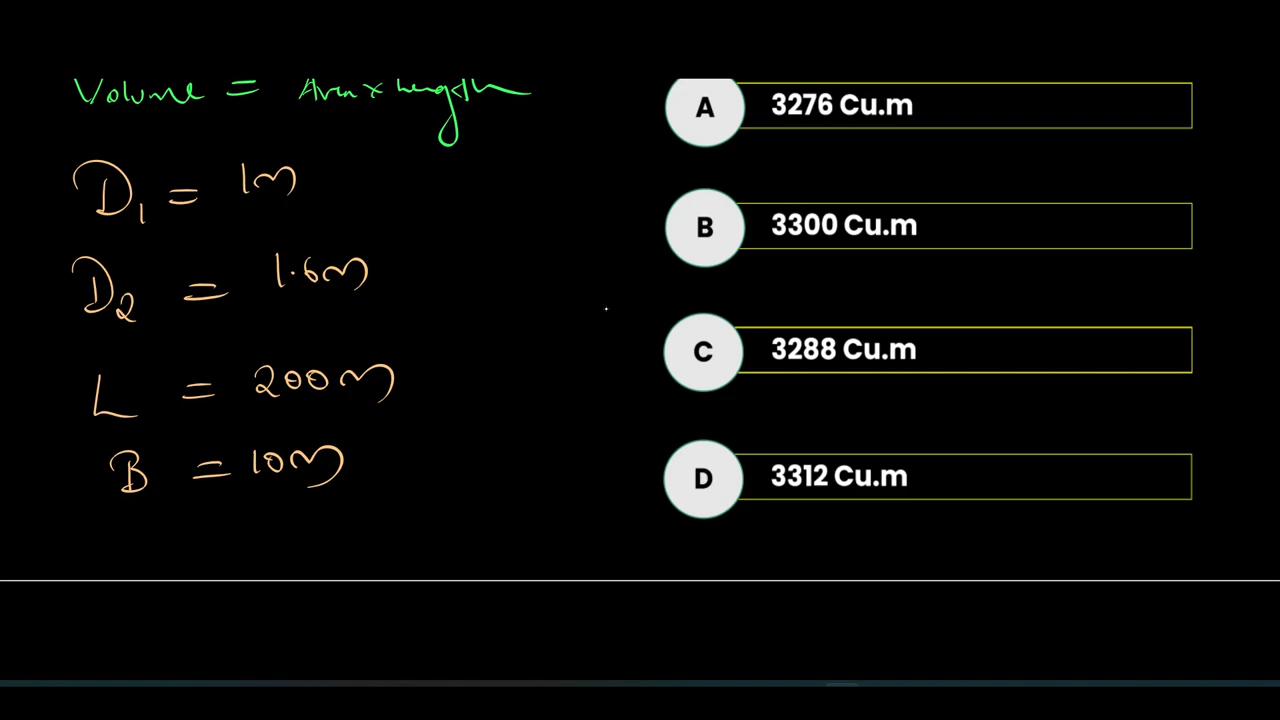 Volume = Area x Length
D1 = 1m
D2 = 1.6m
L = 200m
B = 10m
A 3276 Cu.m
B 3300 Cu.m
C 3288 Cu.m
D 3312 Cu.m